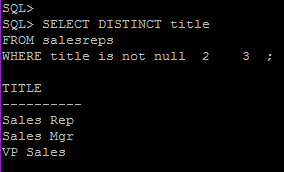 SQL>
SQL> SELECT DISTINCT title
FROM salesreps
WHERE title is not null  2    3  ;
TITLE
----------
Sales Rep
Sales Mgr
VP Sales